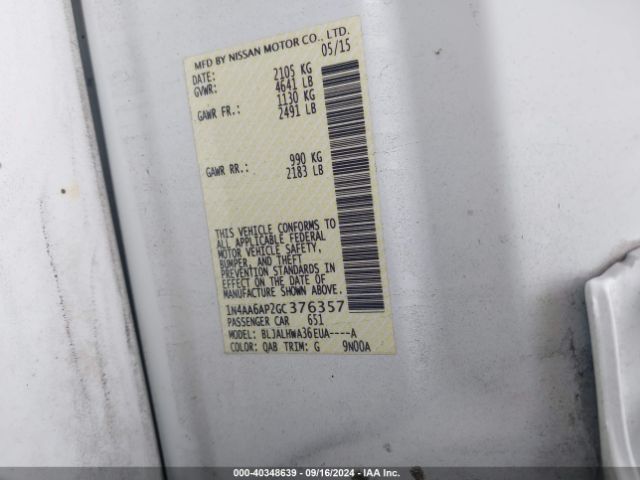 MFD BY NISSAN MOTOR CO., LTD.
DATE: 05/15
GVWR: 2105 KG
4641 LB
GAWR FR.: 1130 KG
2491 LB
GAWR RR.: 990 KG
2183 LB
THIS VEHICLE CONFORMS TO
ALL APPLICABLE FEDERAL
MOTOR VEHICLE SAFETY,
BUMPER, AND THEFT
PREVENTION STANDARDS IN
EFFECT ON THE DATE OF
MANUFACTURE SHOWN ABOVE.
1N4AA6AP2GC376357
PASSENGER CAR 651
MODEL: BLJALHWA36EUA----A
COLOR: QAB TRIM: G 9N00A
000-40348639 - 09/16/2024 - IAA Inc.